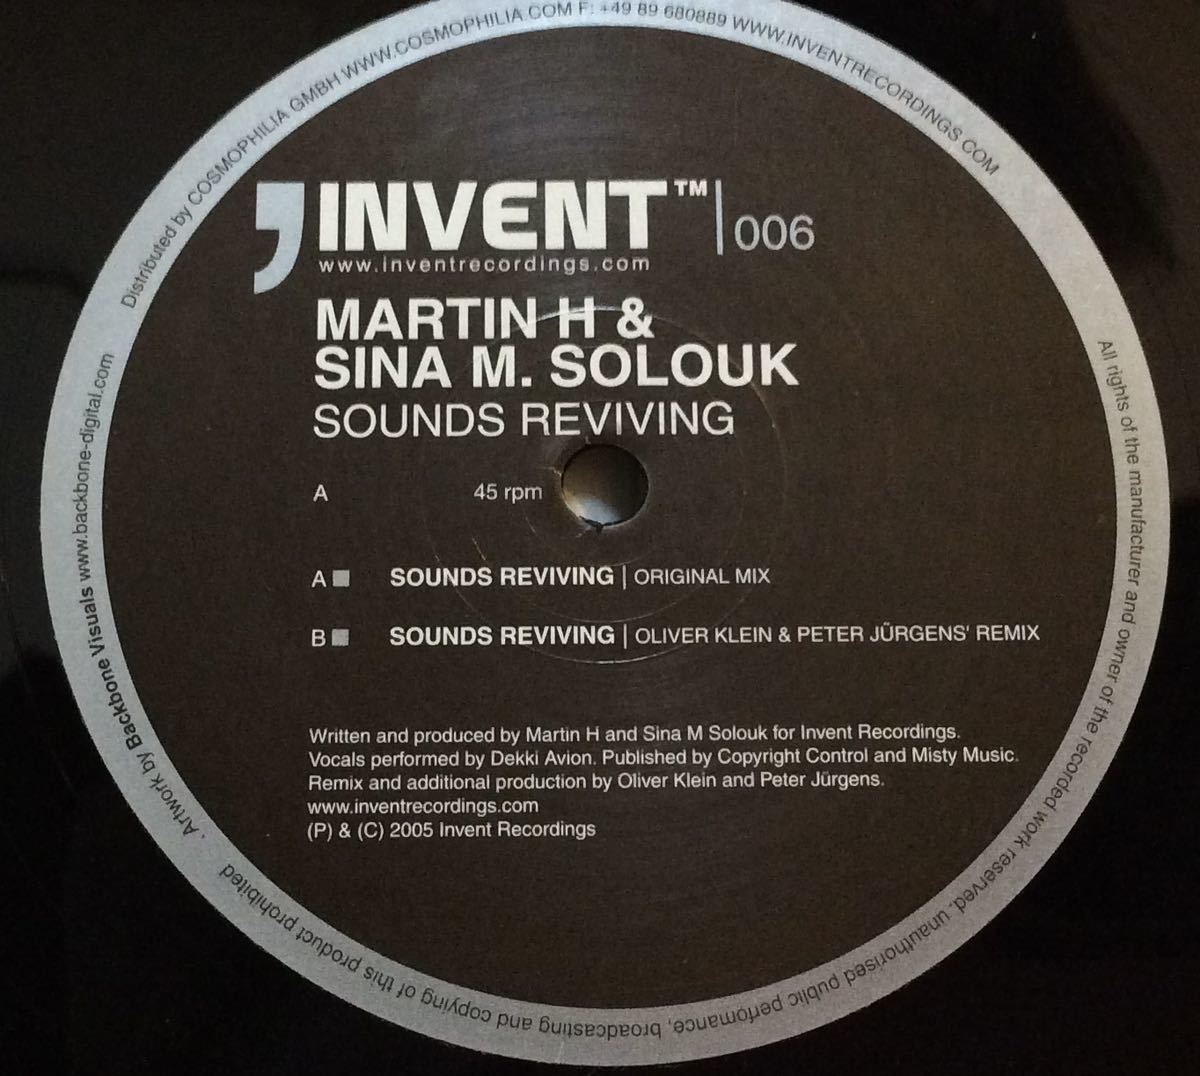 Distributed by COSMOPHILIA GMBH WWW.COSMOPHILIA.COM F: +49 89 680889 WWW.INVENTRECORDINGS.COM
INVENT™ 006
www.inventrecordings.com
MARTIN H &
SINA M. SOLOUK
SOUNDS REVIVING
A 45 rpm
A SOUNDS REVIVING | ORIGINAL MIX
B SOUNDS REVIVING | OLIVER KLEIN & PETER JÜRGENS' REMIX
Written and produced by Martin H and Sina M Solouk for Invent Recordings.
Vocals performed by Dekki Avion. Published by Copyright Control and Misty Music.
Remix and additional production by Oliver Klein and Peter Jürgens.
www.inventrecordings.com
(P) & (C) 2005 Invent Recordings
All rights of the manufacturer and owner of the recorded work reserved. unauthorised public perfomance, broadcasting and copying of this product prohibited
. Artwork by Backbone Visuals www.backbone-digital.com